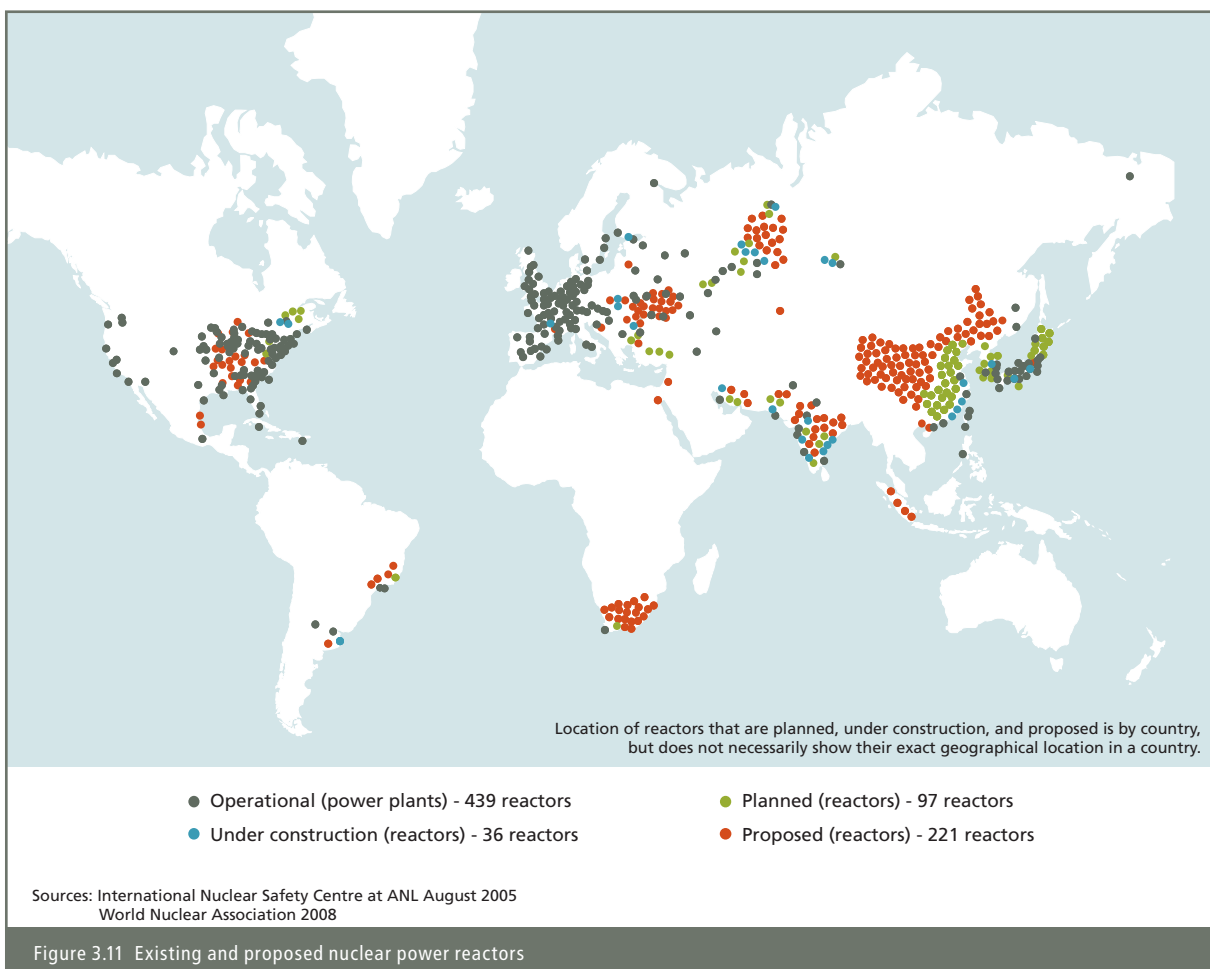 Location of reactors that are planned, under construction, and proposed is by country,
but does not necessarily show their exact geographical location in a country.
Operational (power plants) - 439 reactors
Planned (reactors) - 97 reactors
Under construction (reactors) - 36 reactors
Proposed (reactors) - 221 reactors
Sources: International Nuclear Safety Centre at ANL August 2005
World Nuclear Association 2008
Figure 3.11 Existing and proposed nuclear power reactors